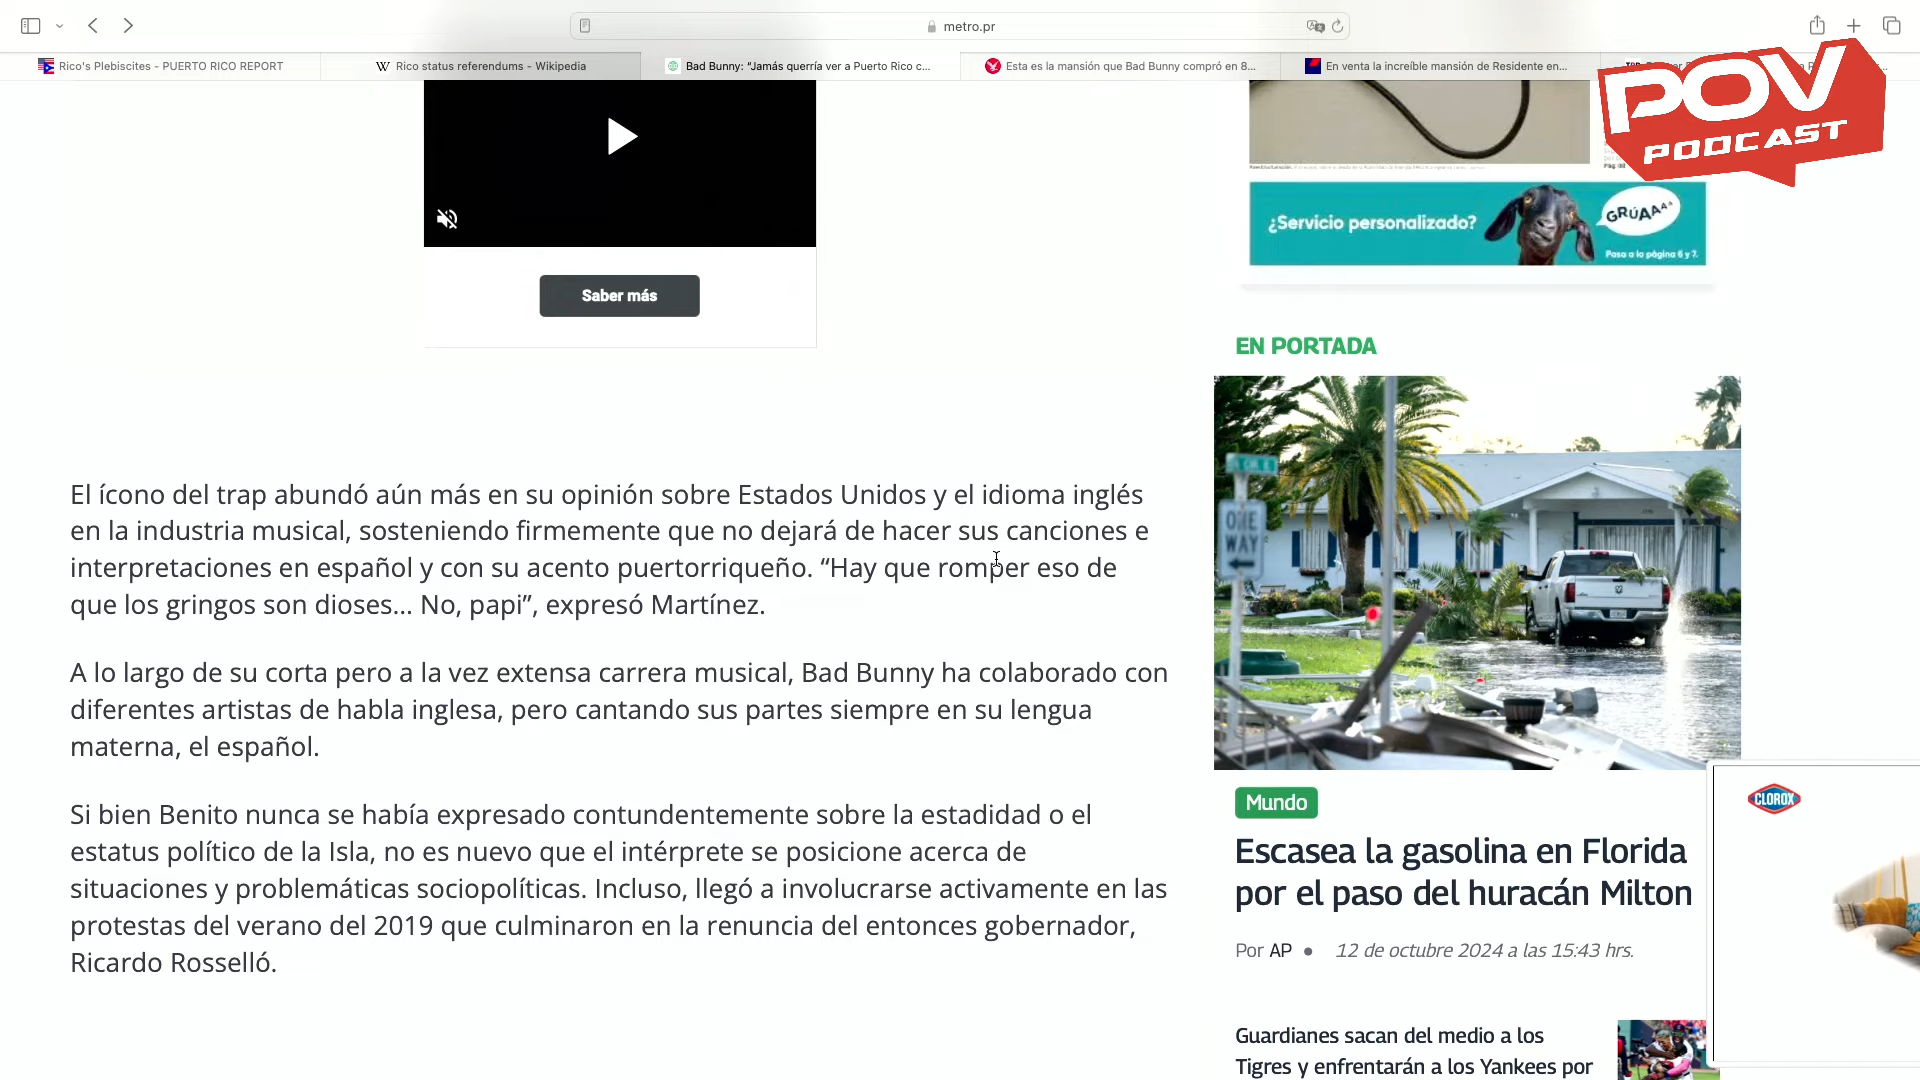 metro.pr
Rico's Plebiscites - PUERTO RICO REPORT
Rico status referendums - Wikipedia
Bad Bunny: “Jamás querría ver a Puerto Rico c...
Esta es la mansión que Bad Bunny compró en 8...
En venta la increíble mansión de Residente en...
POV
PODCAST
¿Servicio personalizado?
GRÚAAAA
Pasa a la página 6 y 7.
Saber más
EN PORTADA
ONE
WAY
El ícono del trap abundó aún más en su opinión sobre Estados Unidos y el idioma inglés
en la industria musical, sosteniendo firmemente que no dejará de hacer sus canciones e
interpretaciones en español y con su acento puertorriqueño. “Hay que romper eso de
que los gringos son dioses... No, papi”, expresó Martínez.
A lo largo de su corta pero a la vez extensa carrera musical, Bad Bunny ha colaborado con
diferentes artistas de habla inglesa, pero cantando sus partes siempre en su lengua
materna, el español.
Si bien Benito nunca se había expresado contundentemente sobre la estadidad o el
estatus político de la Isla, no es nuevo que el intérprete se posicione acerca de
situaciones y problemáticas sociopolíticas. Incluso, llegó a involucrarse activamente en las
protestas del verano del 2019 que culminaron en la renuncia del entonces gobernador,
Ricardo Rosselló.
Mundo
Escasea la gasolina en Florida
por el paso del huracán Milton
Por AP • 12 de octubre 2024 a las 15:43 hrs.
Guardianes sacan del medio a los
Tigres y enfrentarán a los Yankees por
CLOROX